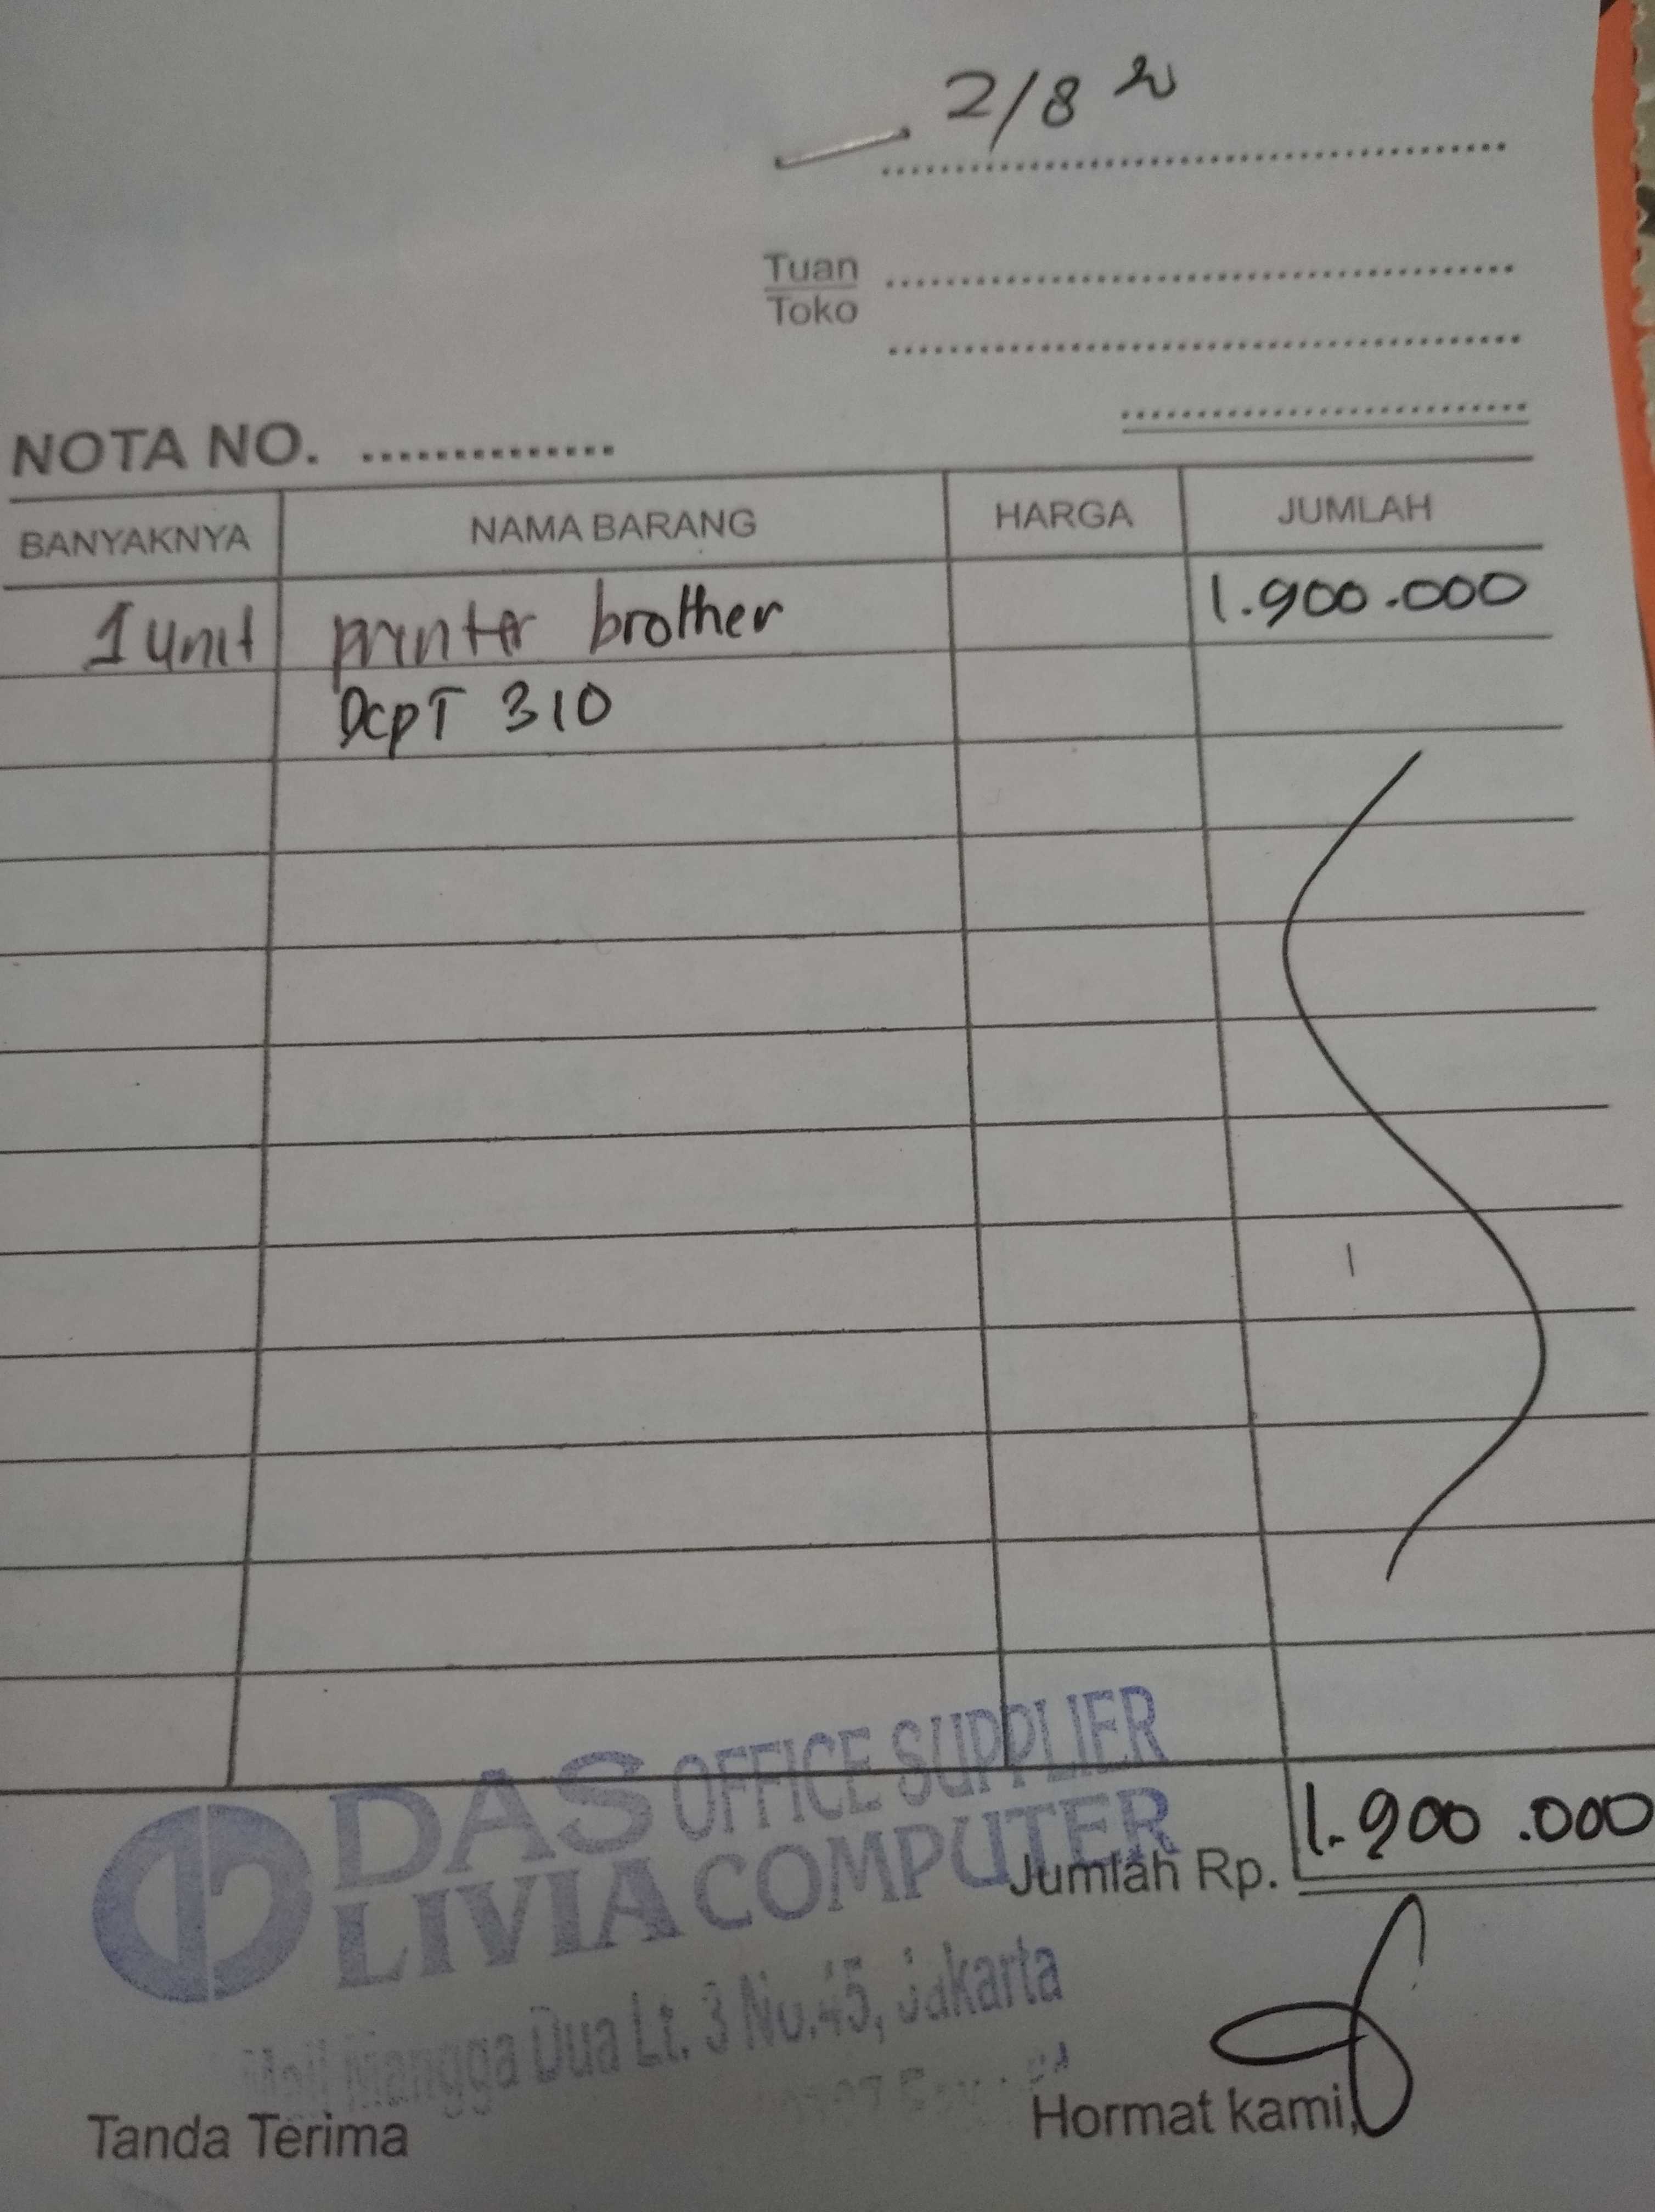 2/8
Tuan
Toko
NOTA NO. ..............
BANYAKNYA NAMA BARANG HARGA JUMLAH
1 unit printer brother 1.900.000
DcpT 310
DAS OFFICE SUPPLIER
LIVIA COMPUTER
Jumlah Rp. 1.900.000
Mall Mangga Dua Lt. 3 No.45, Jakarta
Tanda Terima Hormat kami,